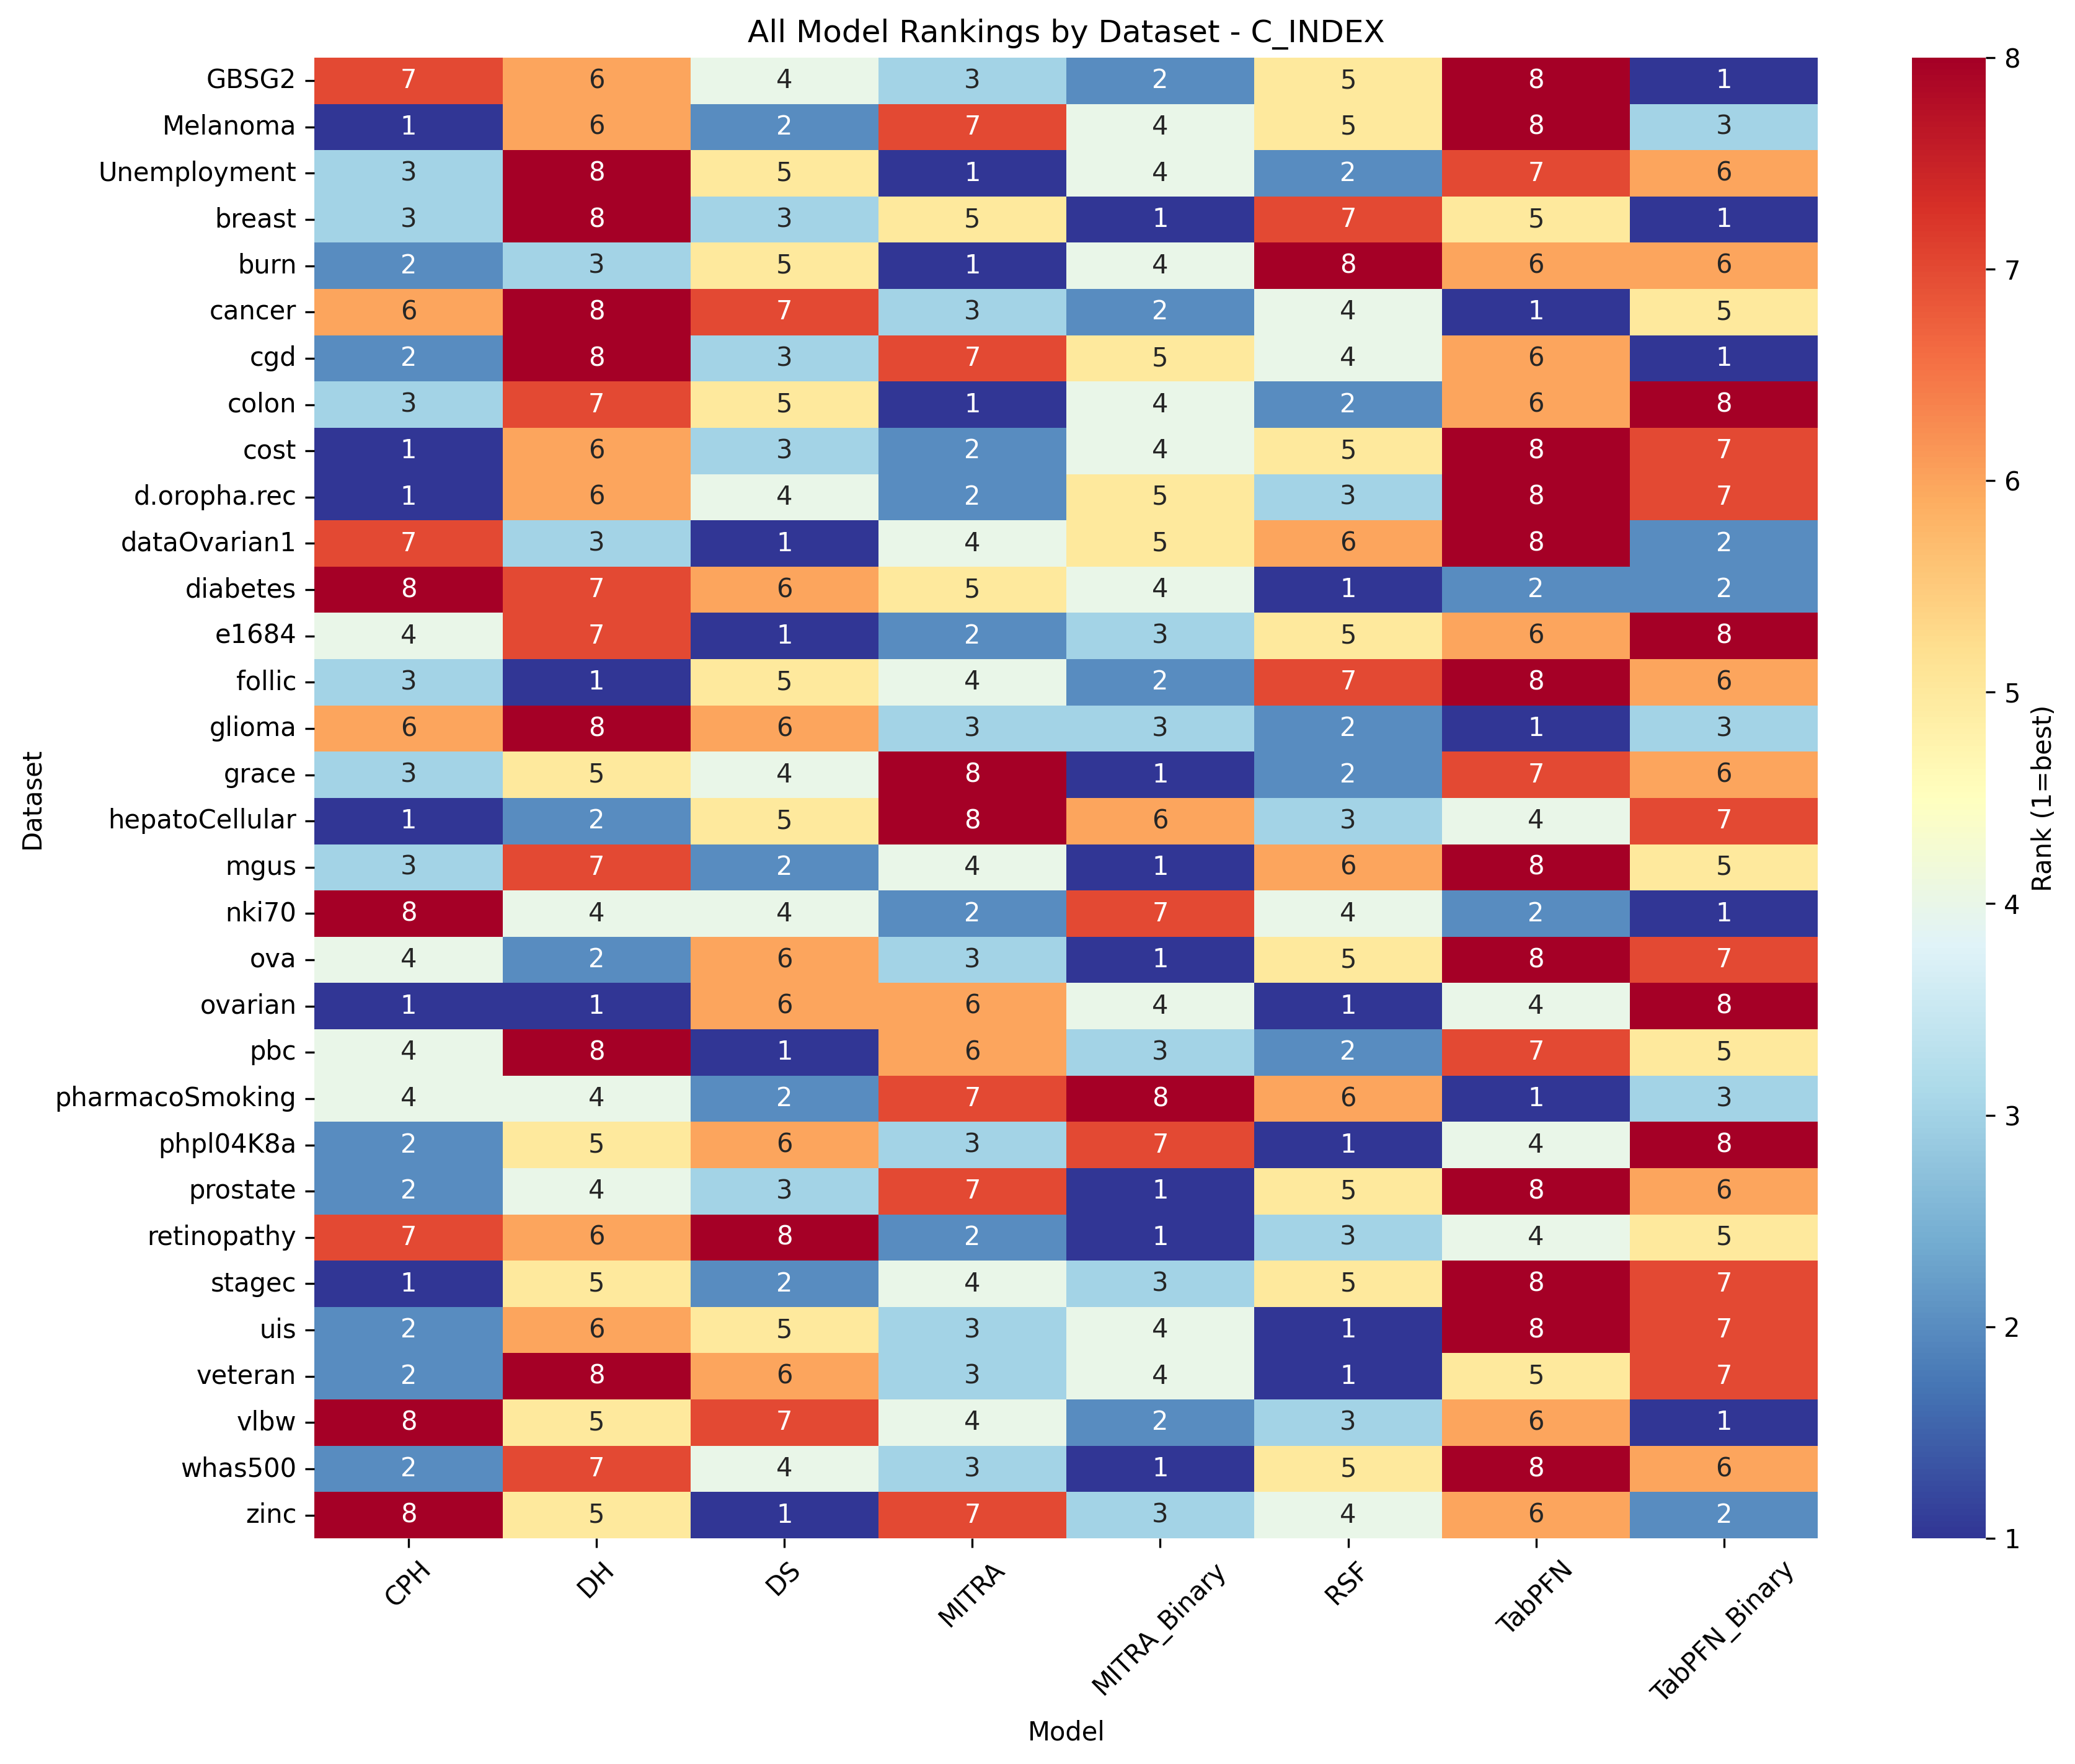 All Model Rankings by Dataset - C_INDEX
GBSG2 7 6 4 3 2 5 8 1
Melanoma 1 6 2 7 4 5 8 3
Unemployment 3 8 5 1 4 2 7 6
breast 3 8 3 5 1 7 5 1
burn 2 3 5 1 4 8 6 6
cancer 6 8 7 3 2 4 1 5
cgd 2 8 3 7 5 4 6 1
colon 3 7 5 1 4 2 6 8
cost 1 6 3 2 4 5 8 7
d.oropha.rec 1 6 4 2 5 3 8 7
dataOvarian1 7 3 1 4 5 6 8 2
diabetes 8 7 6 5 4 1 2 2
e1684 4 7 1 2 3 5 6 8
follic 3 1 5 4 2 7 8 6
glioma 6 8 6 3 3 2 1 3
grace 3 5 4 8 1 2 7 6
hepatoCellular 1 2 5 8 6 3 4 7
mgus 3 7 2 4 1 6 8 5
nki70 8 4 4 2 7 4 2 1
ova 4 2 6 3 1 5 8 7
ovarian 1 1 6 6 4 1 4 8
pbc 4 8 1 6 3 2 7 5
pharmacoSmoking 4 4 2 7 8 6 1 3
phpl04K8a 2 5 6 3 7 1 4 8
prostate 2 4 3 7 1 5 8 6
retinopathy 7 6 8 2 1 3 4 5
stagec 1 5 2 4 3 5 8 7
uis 2 6 5 3 4 1 8 7
veteran 2 8 6 3 4 1 5 7
vlbw 8 5 7 4 2 3 6 1
whas500 2 7 4 3 1 5 8 6
zinc 8 5 1 7 3 4 6 2
CPH DH DS MITRA MITRA_Binary RSF TabPFN TabPFN_Binary
Model
Dataset
8
7
6
5
4
3
2
1
Rank (1=best)